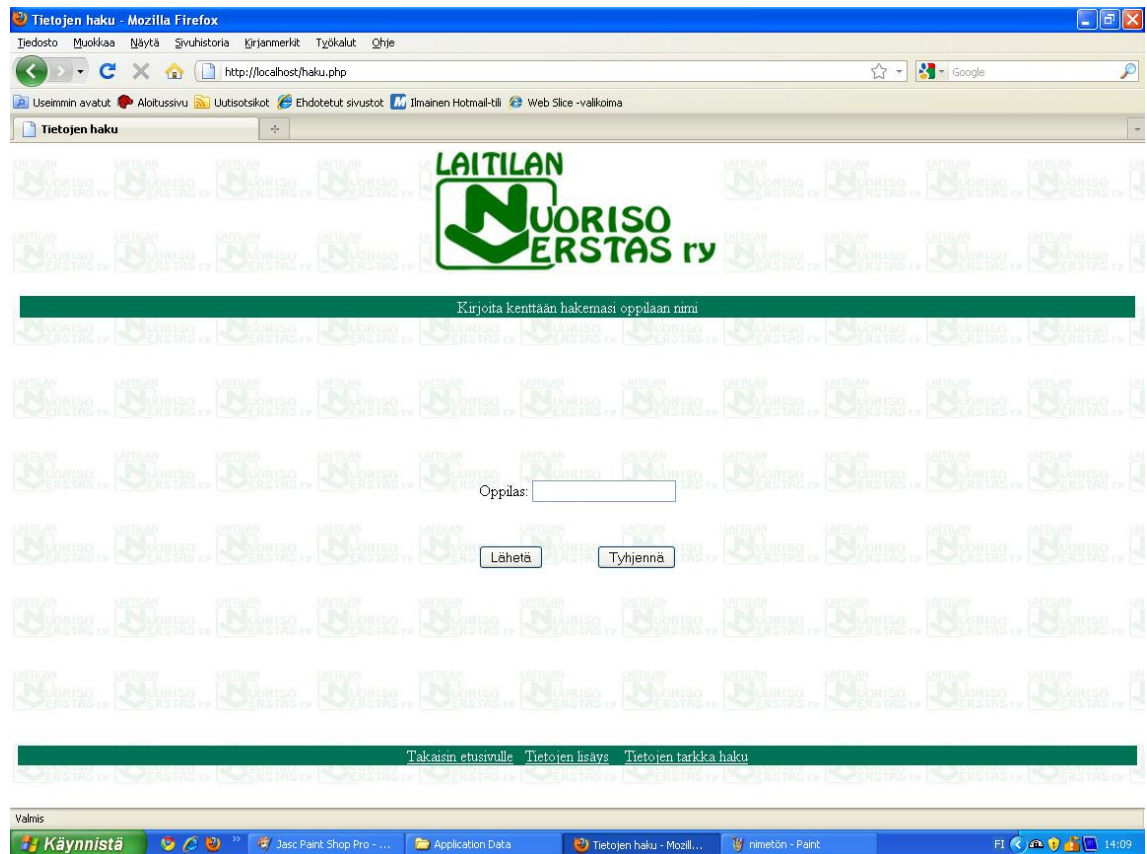 Tietojen haku - Mozilla Firefox
Tiedosto Muokkaa Näytä Sivuhistoria Kirjanmerkit Työkalut Ohje
http://localhost/haku.php Google
Useimmin avatut Aloitussivu Uutisotsikot Ehdotetut sivustot Ilmainen Hotmail-tili Web Slice -valikoima
Tietojen haku
LAITILAN
NUORISO
VERSTAS ry
Kirjoita kenttään hakemasi oppilaan nimi
Oppilas:
Lähetä Tyhjennä
Takaisin etusivulle Tietojen lisäys Tietojen tarkka haku
Valmis
Käynnistä » Jasc Paint Shop Pro - ... Application Data Tietojen haku - Mozill... nimetön - Paint FI 14:09